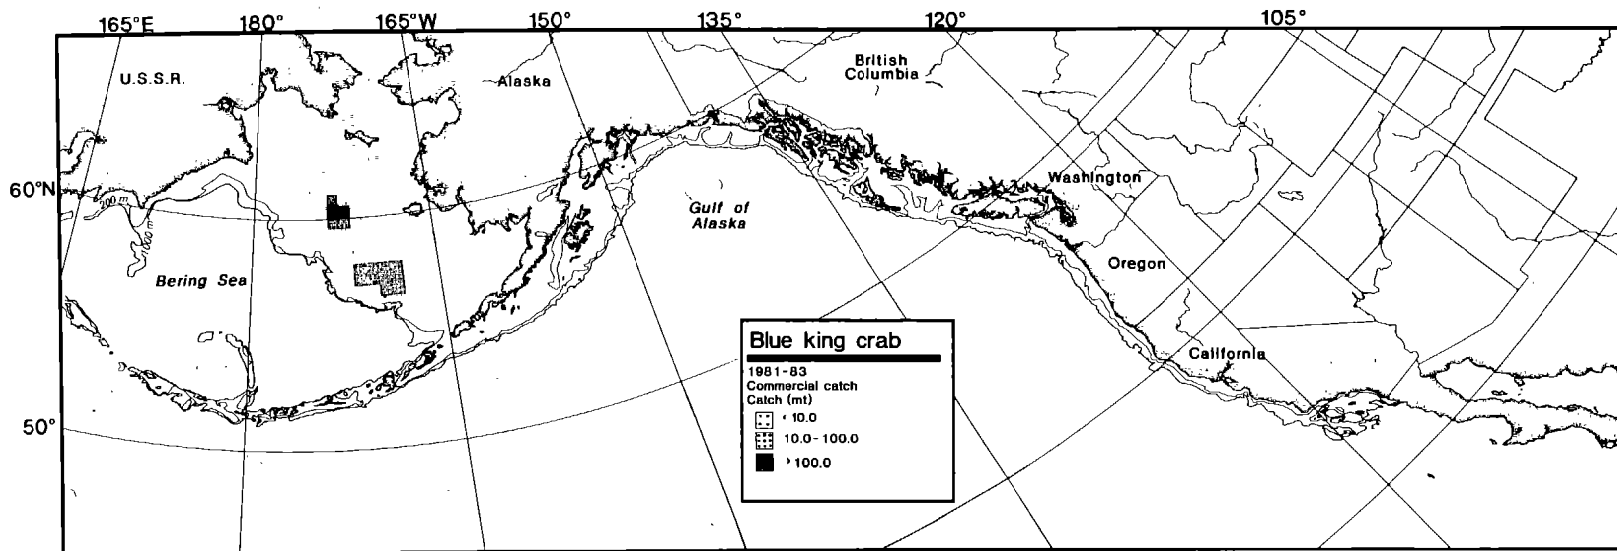 165°E 180° 165°W 150° 135° 120° 105°
U.S.S.R.
Alaska
British
Columbia
60°N
200 m
1000 m
Washington
Gulf of
Alaska
Oregon
Bering Sea
Blue king crab
1981-83
Commercial catch
Catch (mt)
< 10.0
10.0-100.0
> 100.0
California
50°